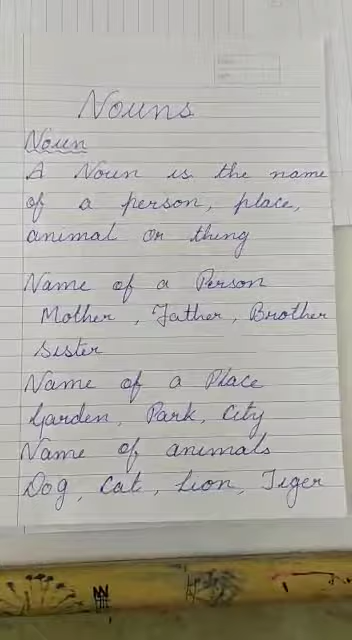 Nouns
Noun
A Noun is the name
of a person, place,
animal or thing
Name of a Person
Mother, Father, Brother
Sister
Name of a Place
Garden, Park, City
Name of animals
Dog, Cat, Lion, Tiger